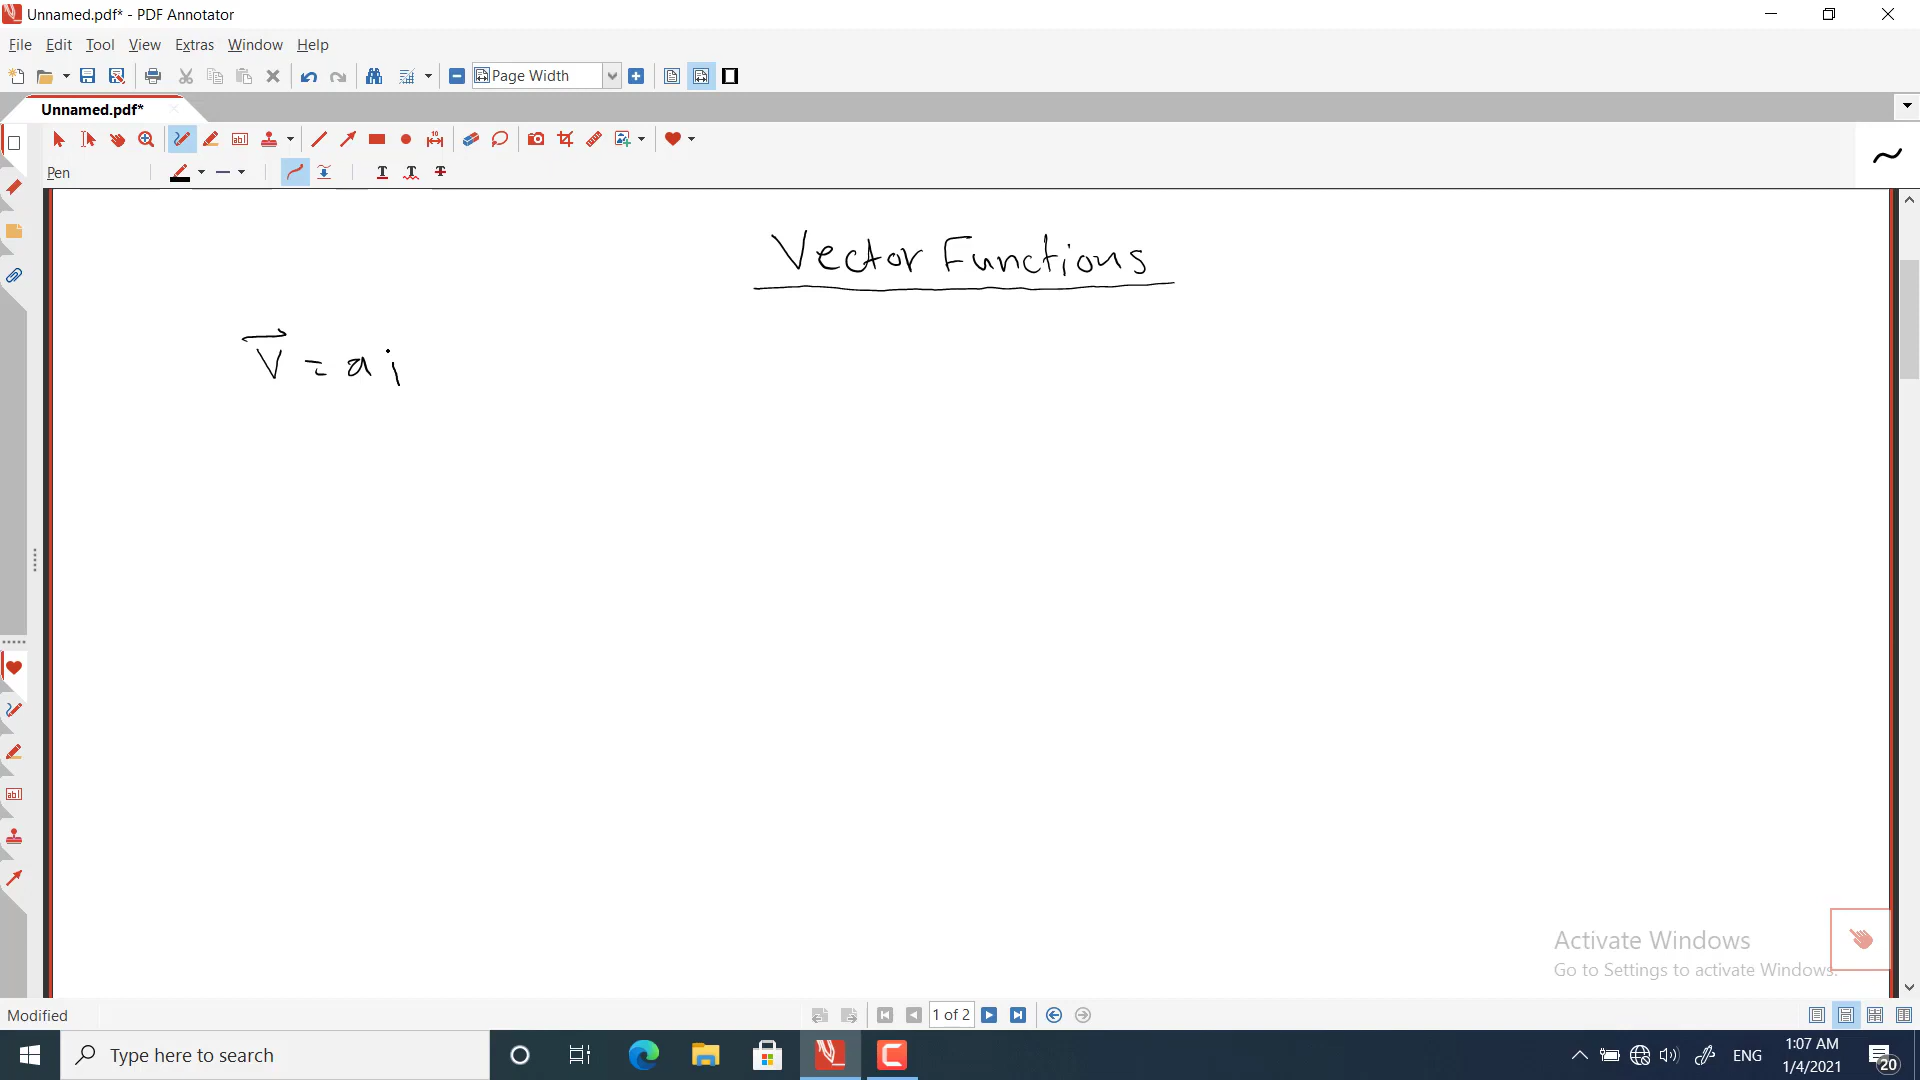 Unnamed.pdf* - PDF Annotator
File Edit Tool View Extras Window Help
Page Width
Unnamed.pdf*
Pen
Vector Functions
V⃗ = a i
Activate Windows
Go to Settings to activate Windows.
Modified
1 of 2
Type here to search
ENG
1:07 AM
1/4/2021
20